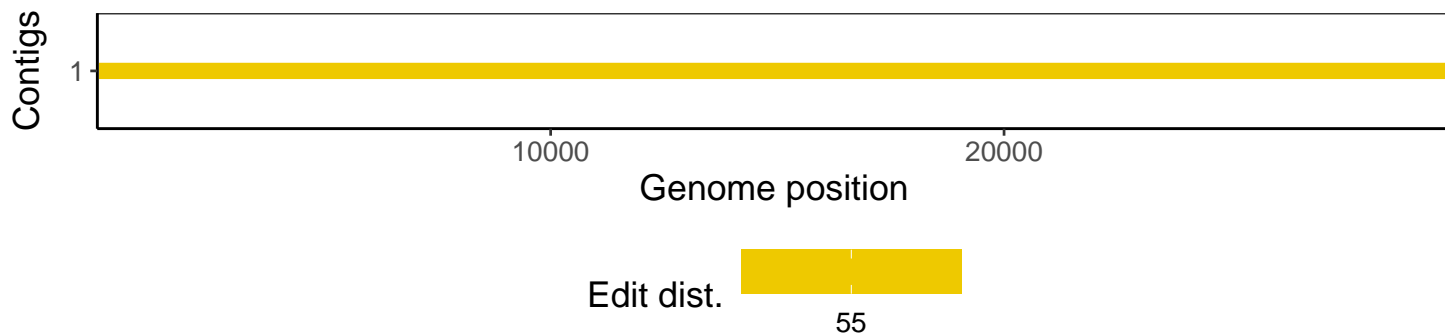 Contigs
1
10000 20000
Genome position
Edit dist.
55